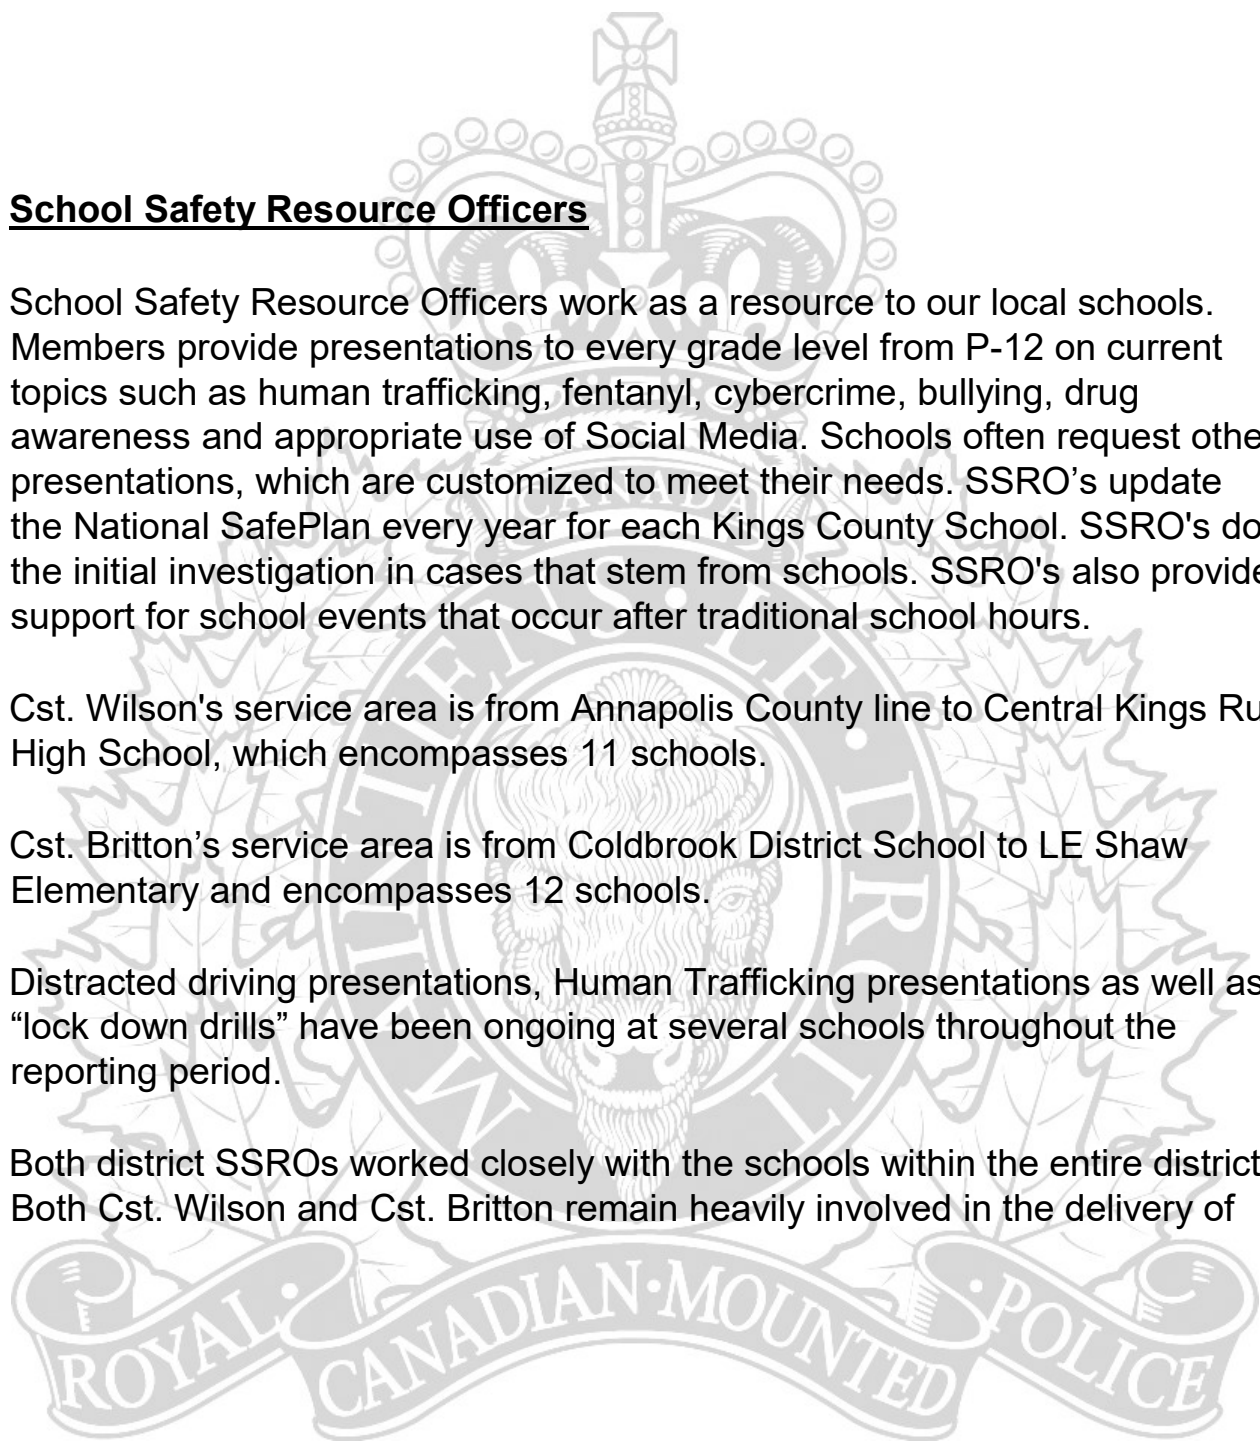 School Safety Resource Officers
School Safety Resource Officers work as a resource to our local schools.
Members provide presentations to every grade level from P-12 on current
topics such as human trafficking, fentanyl, cybercrime, bullying, drug
awareness and appropriate use of Social Media. Schools often request othe
presentations, which are customized to meet their needs. SSRO’s update
the National SafePlan every year for each Kings County School. SSRO's do
the initial investigation in cases that stem from schools. SSRO's also provide
support for school events that occur after traditional school hours.
Cst. Wilson's service area is from Annapolis County line to Central Kings Ru
High School, which encompasses 11 schools.
Cst. Britton’s service area is from Coldbrook District School to LE Shaw
Elementary and encompasses 12 schools.
Distracted driving presentations, Human Trafficking presentations as well as
“lock down drills” have been ongoing at several schools throughout the
reporting period.
Both district SSROs worked closely with the schools within the entire district
Both Cst. Wilson and Cst. Britton remain heavily involved in the delivery of
CANADA
MAINTIENS·LE·DROIT
ROYAL·CANADIAN·MOUNTED·POLICE